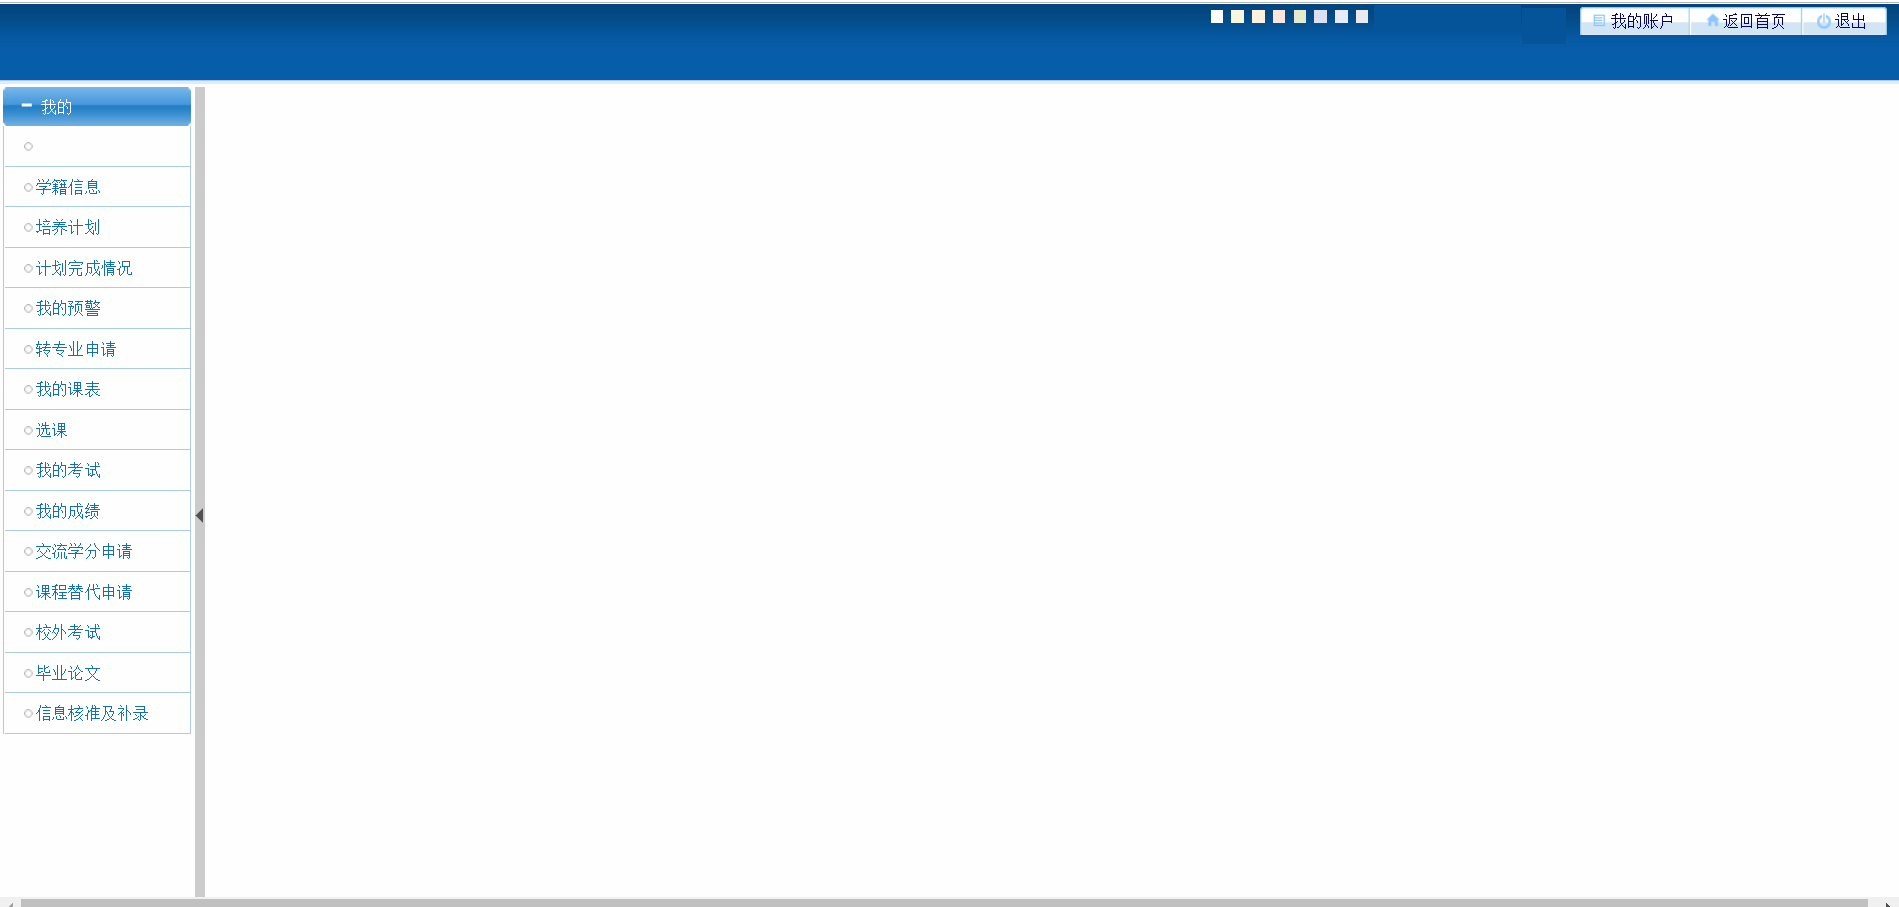 我的账户 返回首页 退出
我的
学籍信息
培养计划
计划完成情况
我的预警
转专业申请
我的课表
选课
我的考试
我的成绩
交流学分申请
课程替代申请
校外考试
毕业论文
信息核准及补录